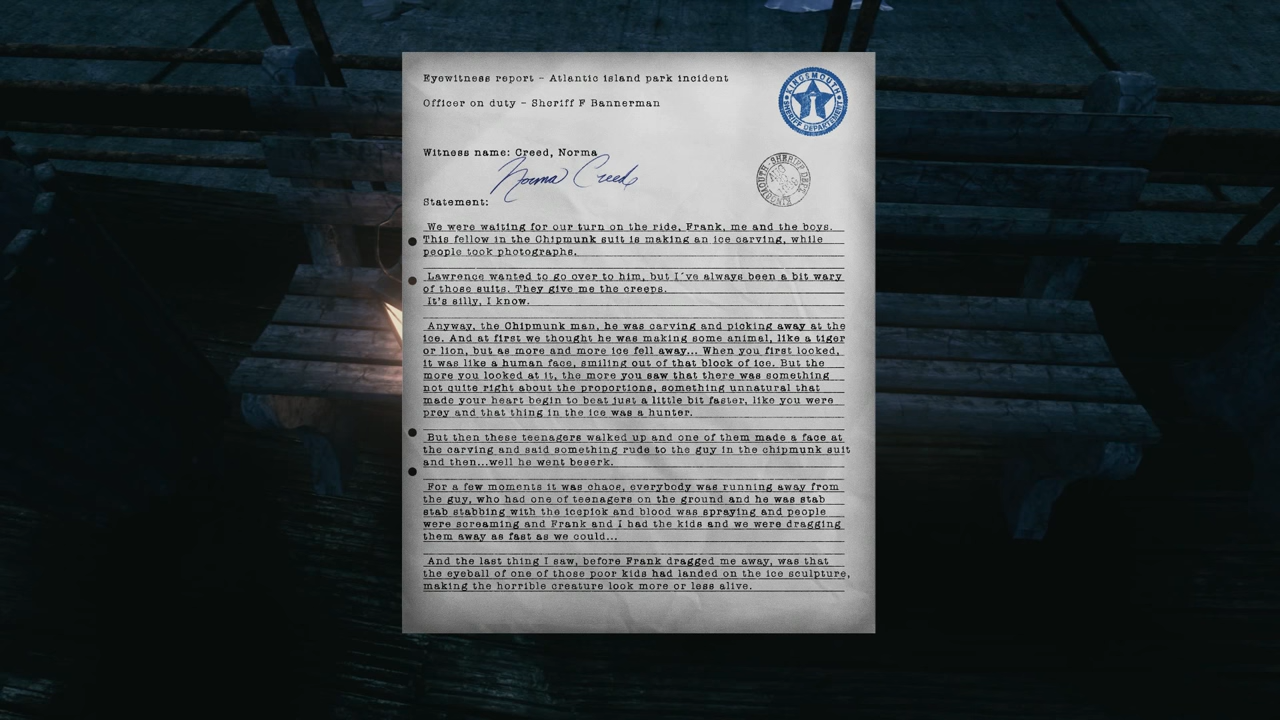 Eyewitness report - Atlantic island park incident
Officer on duty - Sheriff F Bannerman
KINGSMOUTH
SHERIFF DEPARTEMENT
Witness name: Creed, Norma
Norma Creed
SHERIFF DEPT.
KINGSMOUTH
Statement:
We were waiting for our turn on the ride, Frank, me and the boys.
This fellow in the Chipmunk suit is making an ice carving, while
people took photographs.
Lawrence wanted to go over to him, but I´ve always been a bit wary
of those suits. They give me the creeps.
It's silly, I know.
Anyway, the Chipmunk man, he was carving and picking away at the
ice. And at first we thought he was making some animal, like a tiger
or lion, but as more and more ice fell away... When you first looked,
it was like a human face, smiling out of that block of ice. But the
more you looked at it, the more you saw that there was something
not quite right about the proportions, something unnatural that
made your heart begin to beat just a little bit faster, like you were
prey and that thing in the ice was a hunter.
But then these teenagers walked up and one of them made a face at
the carving and said something rude to the guy in the chipmunk suit
and then...well he went beserk.
For a few moments it was chaos, everybody was running away from
the guy, who had one of teenagers on the ground and he was stab
stab stabbing with the icepick and blood was spraying and people
were screaming and Frank and I had the kids and we were dragging
them away as fast as we could...
And the last thing I saw, before Frank dragged me away, was that
the eyeball of one of those poor kids had landed on the ice sculpture,
making the horrible creature look more or less alive.